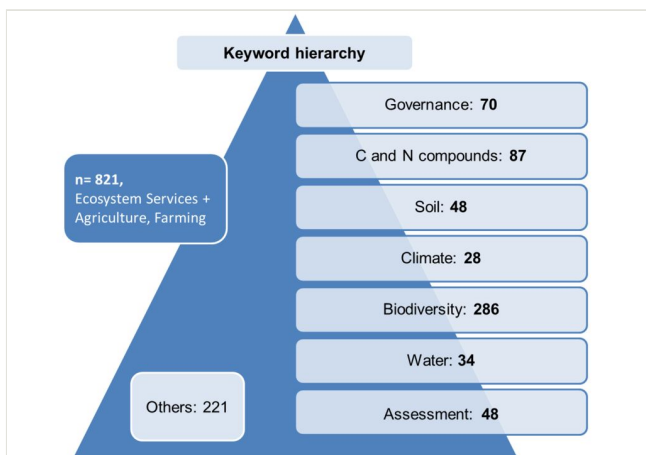 Keyword hierarchy
Governance: 70
C and N compounds: 87
n= 821,
Ecosystem Services +
Agriculture, Farming
Soil: 48
Climate: 28
Biodiversity: 286
Water: 34
Others: 221
Assessment: 48